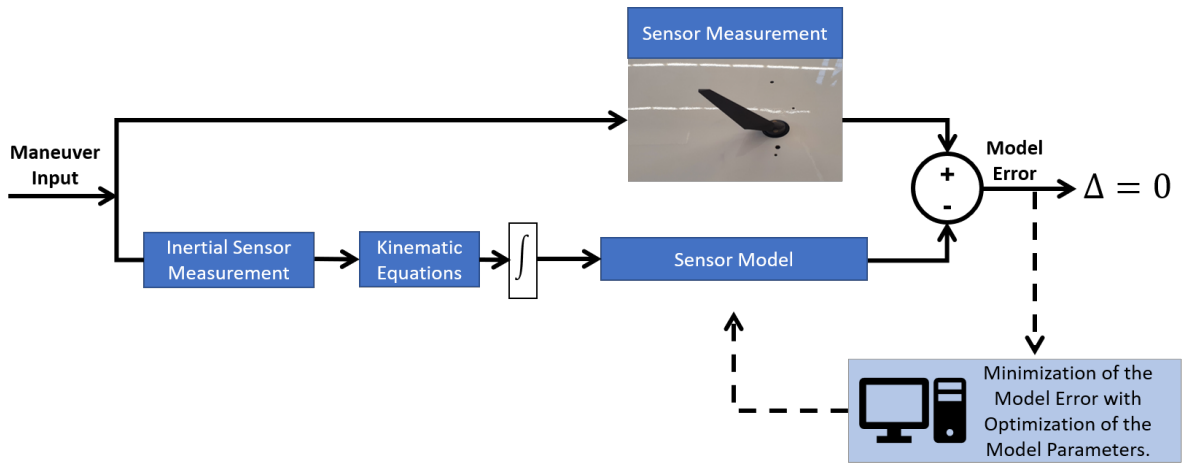 Sensor Measurement
Maneuver
Input
Model
Error
+
-
Δ = 0
Inertial Sensor
Measurement
Kinematic
Equations
∫
Sensor Model
Minimization of the
Model Error with
Optimization of the
Model Parameters.